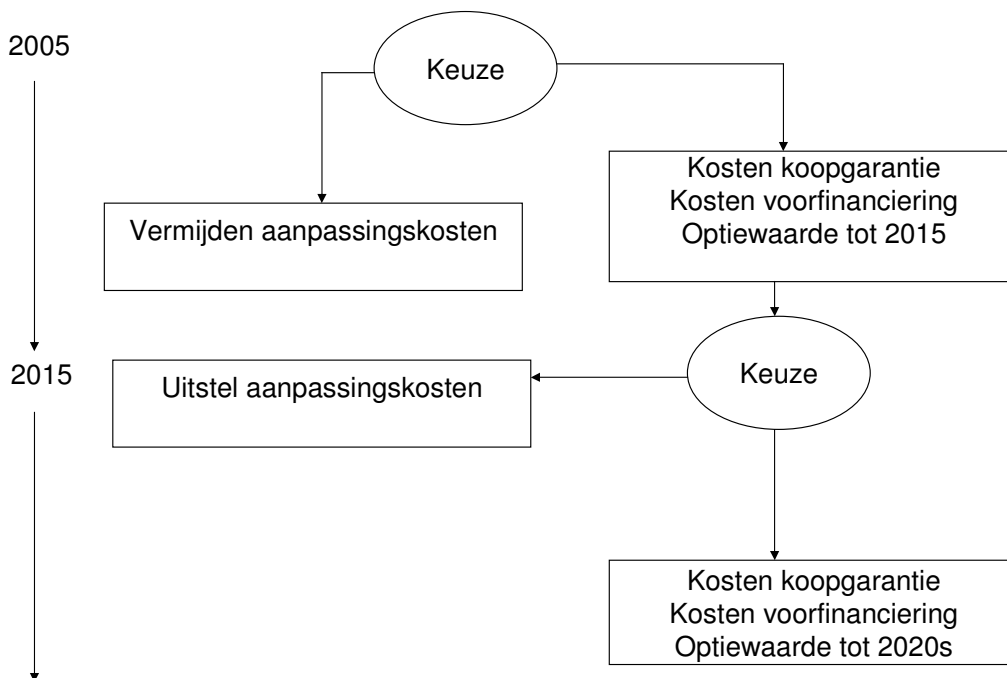 2005
Keuze
Kosten koopgarantie
Kosten voorfinanciering
Optiewaarde tot 2015
Vermijden aanpassingskosten
2015
Uitstel aanpassingskosten
Keuze
Kosten koopgarantie
Kosten voorfinanciering
Optiewaarde tot 2020s